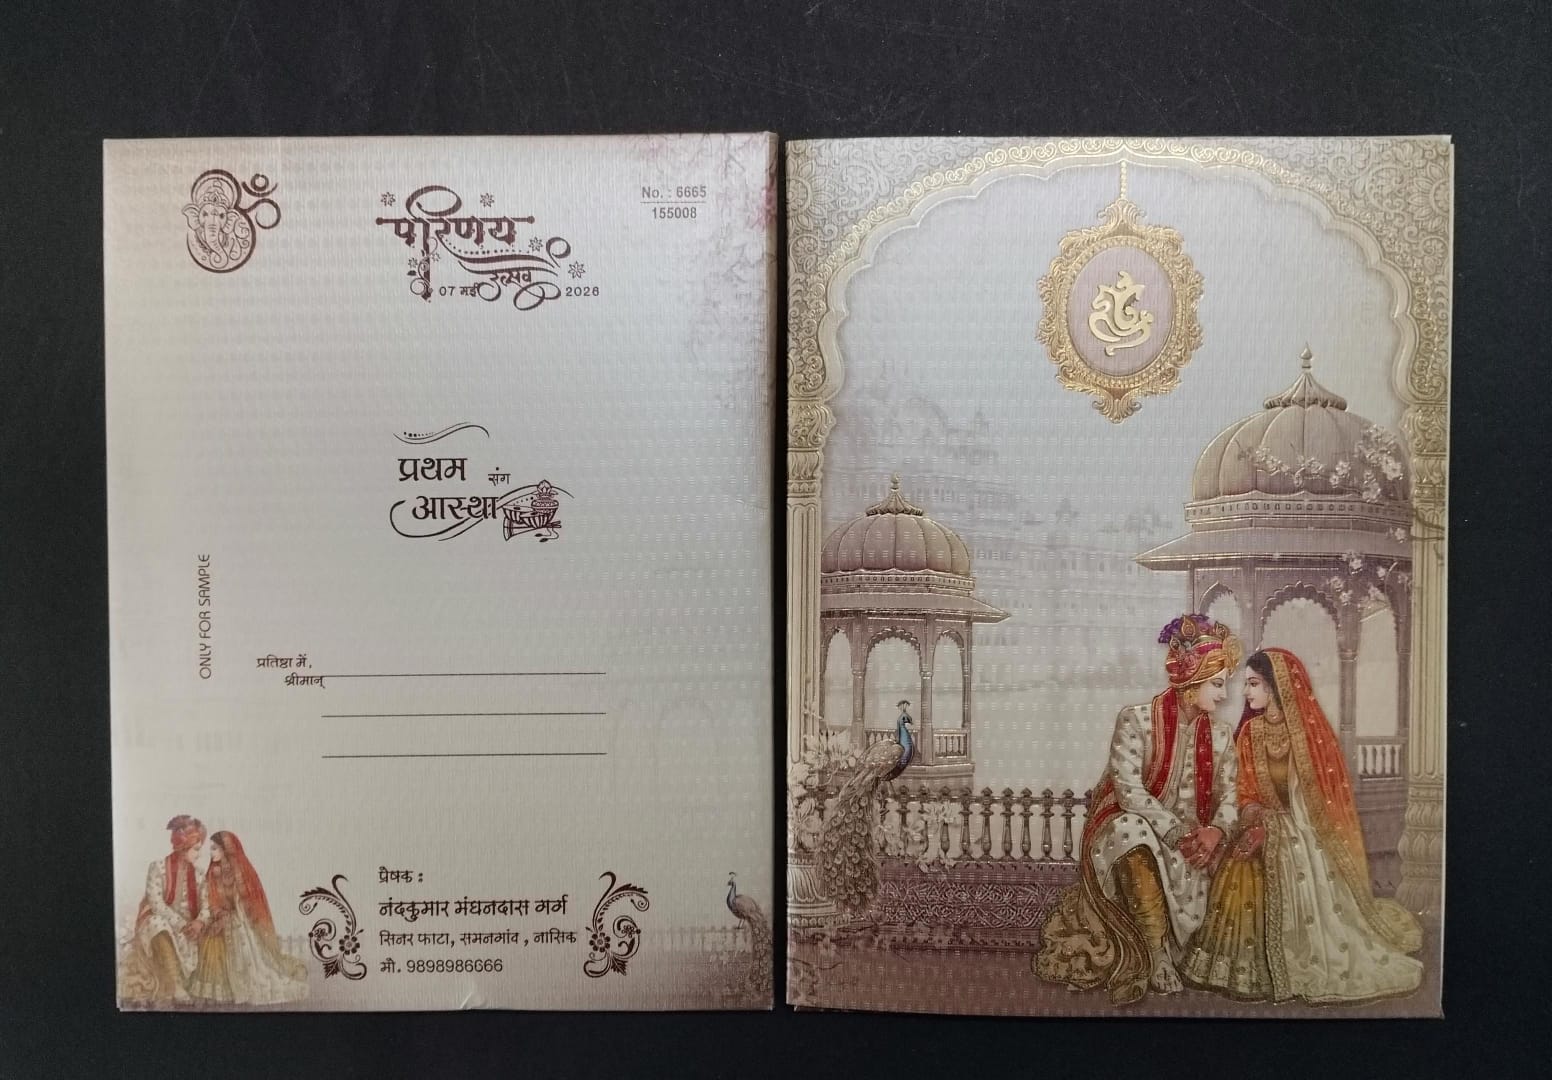 No. : 6665
155008
परिणय
उत्सव
07 मई 2026
प्रथम संग
आस्था
ONLY FOR SAMPLE
प्रतिष्ठा में,
श्रीमान्
प्रेषक :
नंदकुमार मंघनदास गर्ग
सिनर फाटा, समनगांव , नासिक
मौ. 9898986666